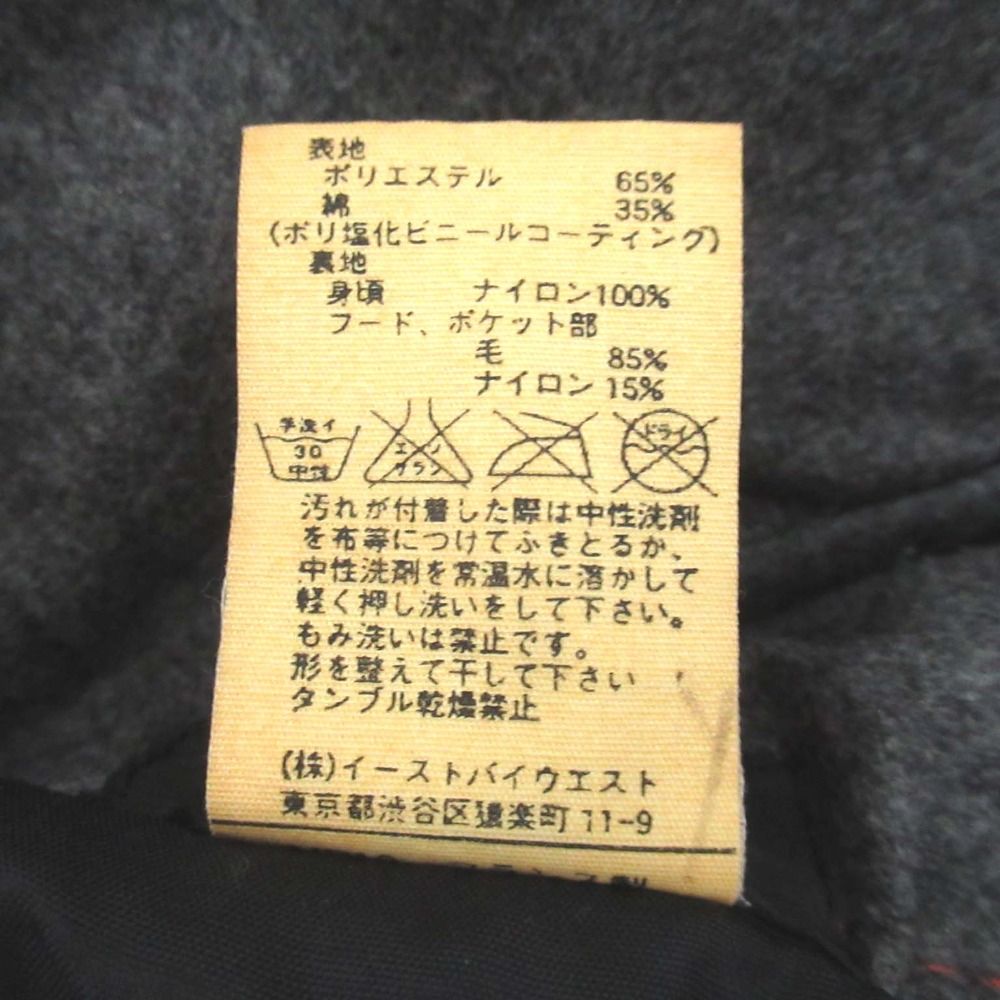 表地
ポリエステル 65%
綿 35%
(ポリ塩化ビニールコーティング)
裏地
身頃 ナイロン100%
フード、ポケット部
毛 85%
ナイロン 15%
手洗イ
30
中性
エンソ
サラシ
ドライ
汚れが付着した際は中性洗剤
を布等につけてふきとるか、
中性洗剤を常温水に溶かして
軽く押し洗いをして下さい。
もみ洗いは禁止です。
形を整えて干して下さい
タンブル乾燥禁止
(株)イーストバイウエスト
東京都渋谷区猿楽町 11-9